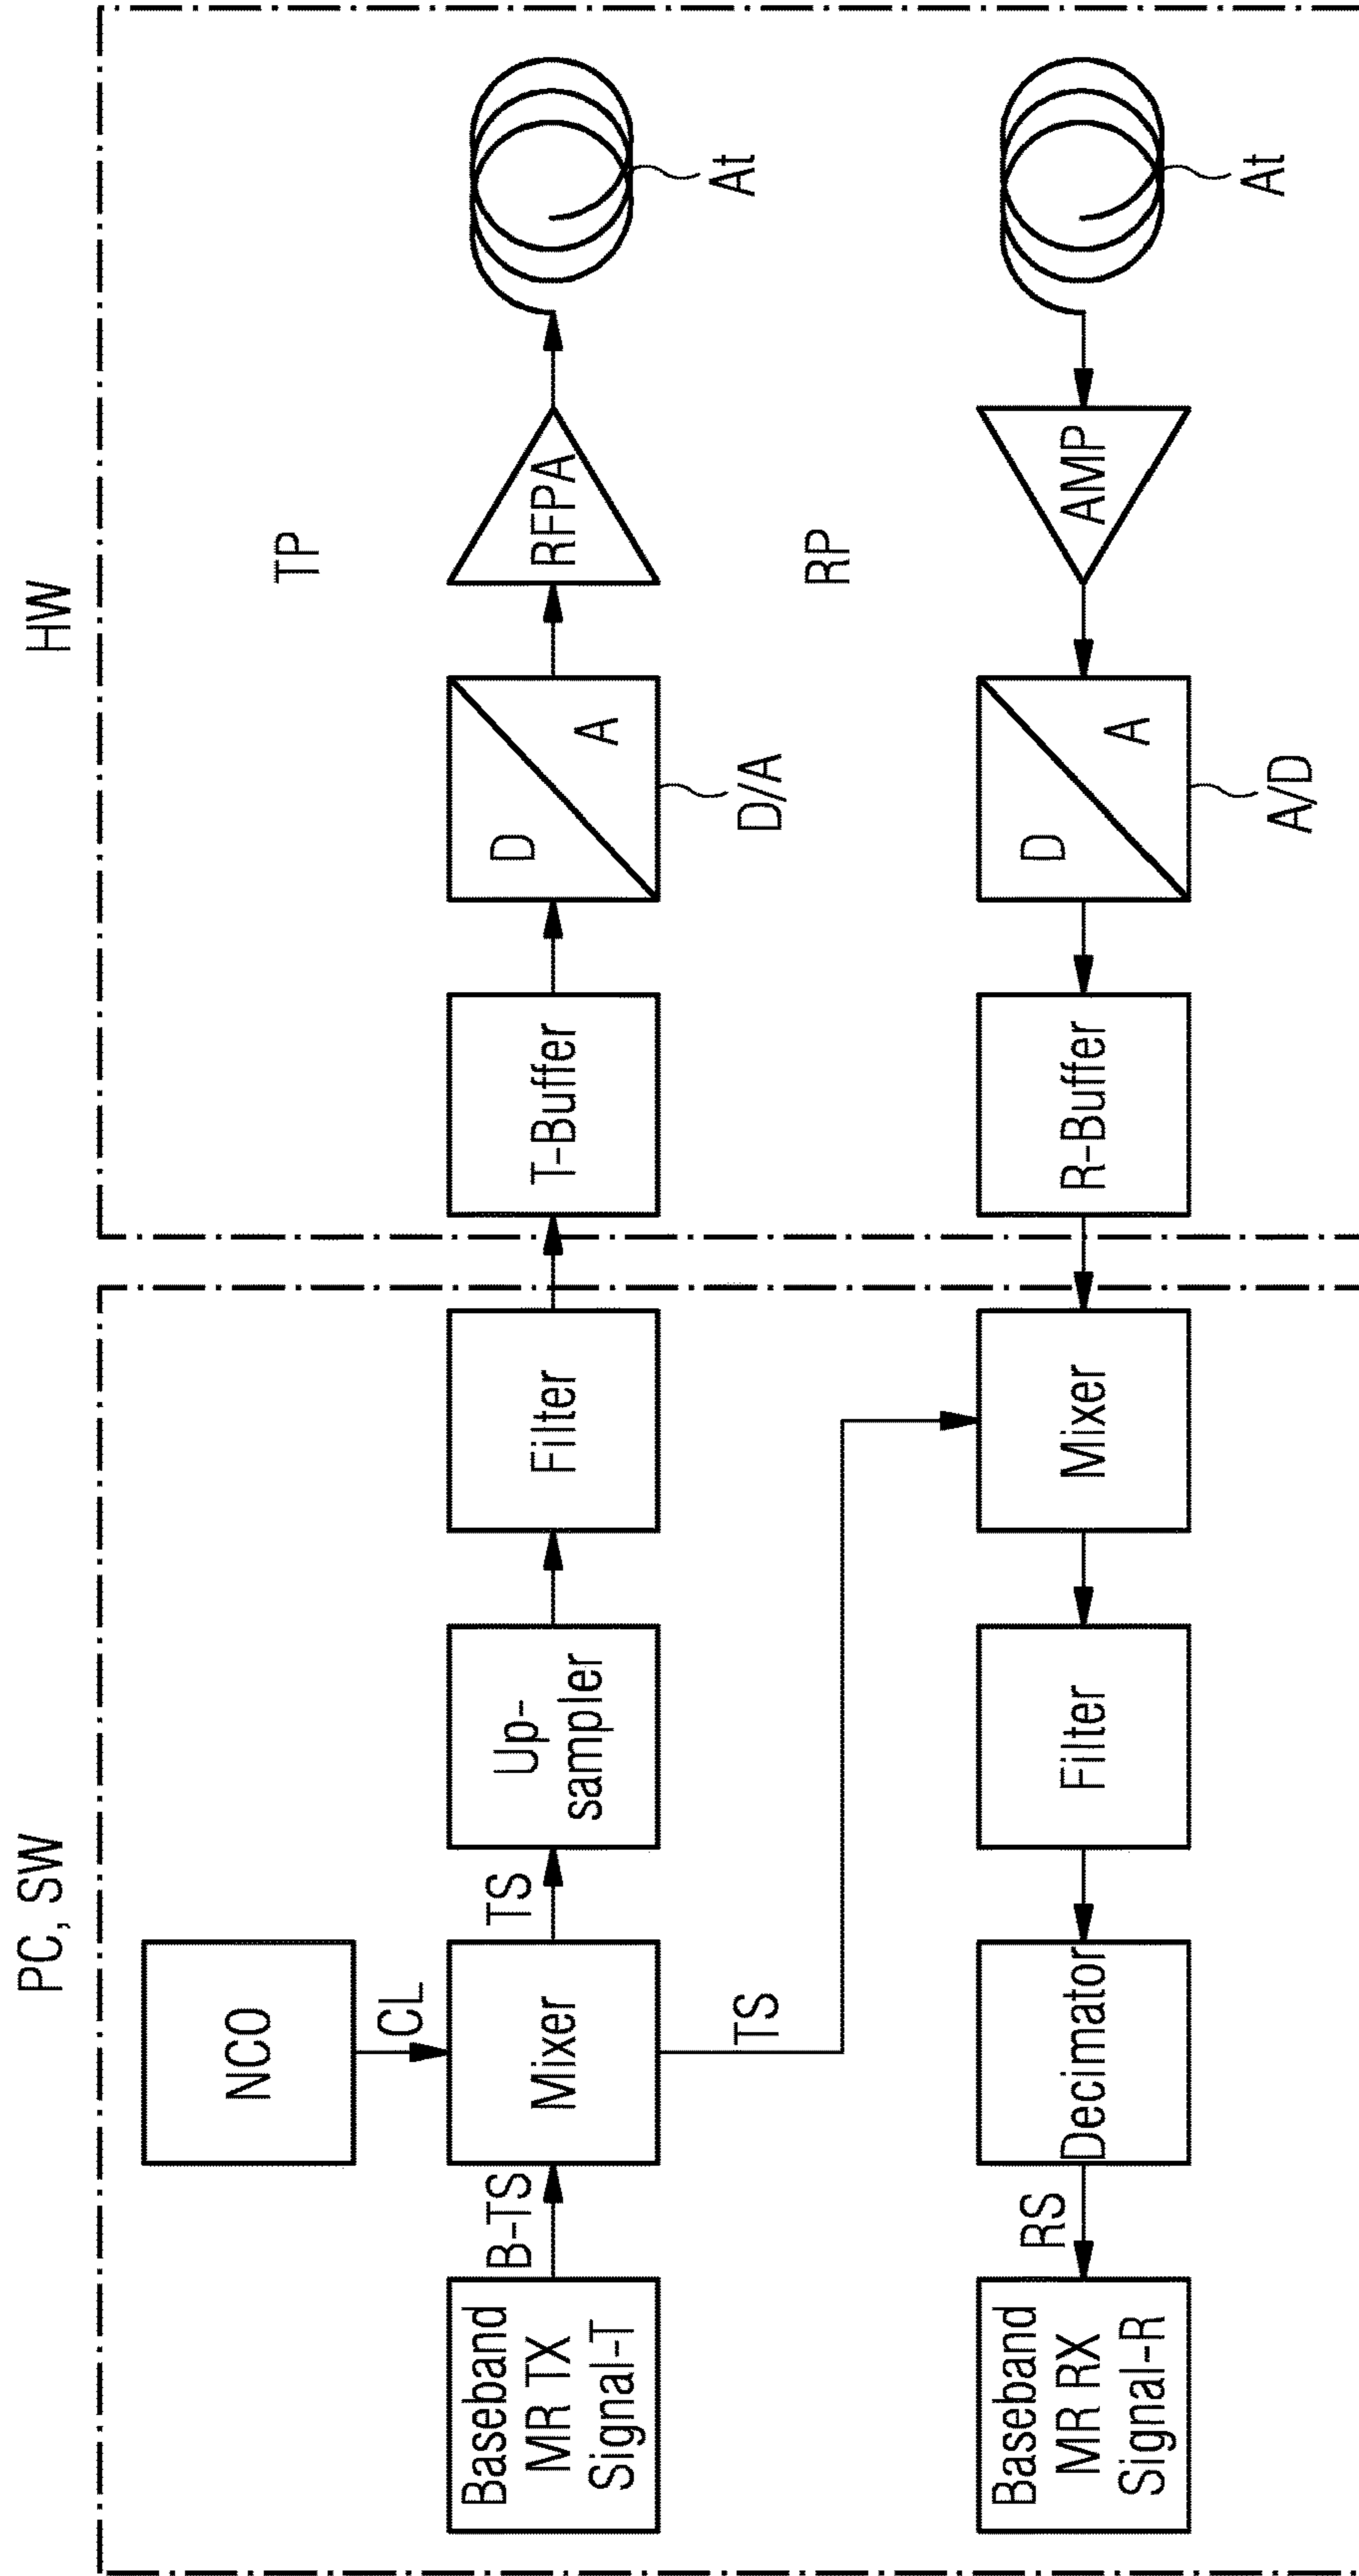 PC, SW
HW
NCO
CL
TP
Baseband
MR TX
Signal-T
B-TS
Mixer
TS
Up-
sampler
Filter
T-Buffer
D
A
D/A
RFPA
At
TS
RP
Baseband
MR RX
Signal-R
RS
Decimator
Filter
Mixer
R-Buffer
D
A
A/D
AMP
At